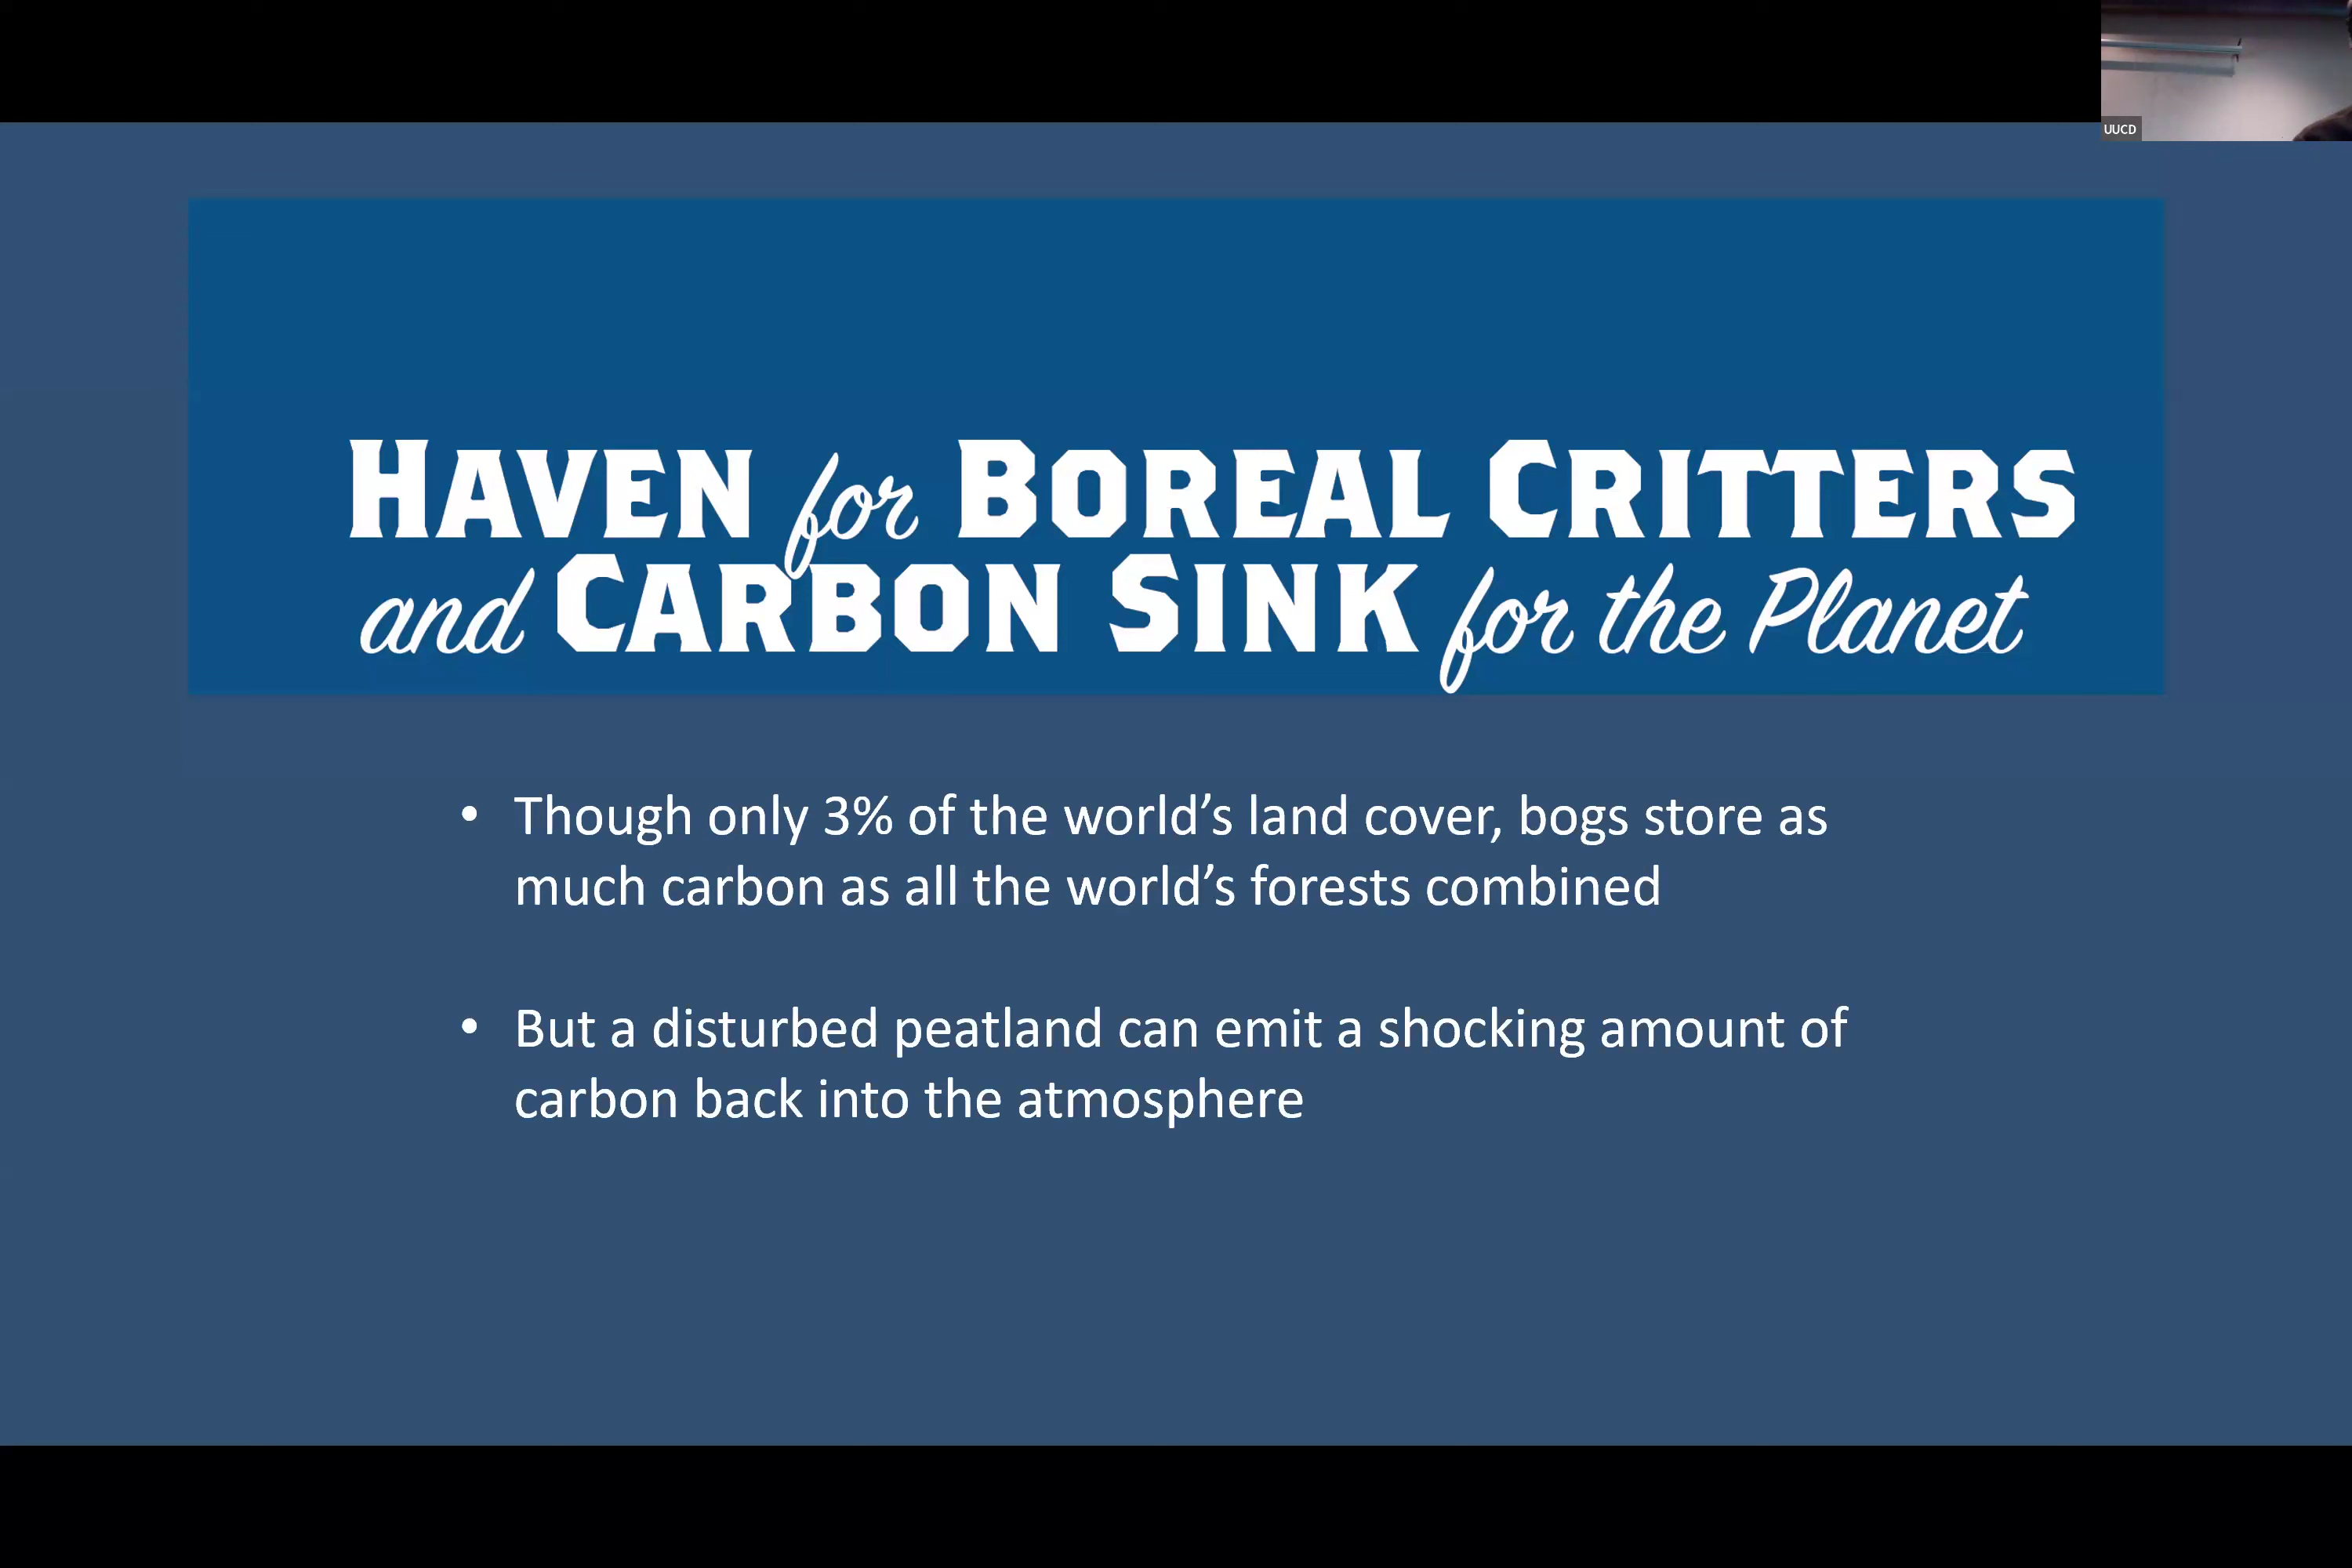 UUCD
HAVEN for BOREAL CRITTERS
and CARBON SINK for the Planet
• Though only 3% of the world’s land cover, bogs store as
much carbon as all the world’s forests combined
• But a disturbed peatland can emit a shocking amount of
carbon back into the atmosphere